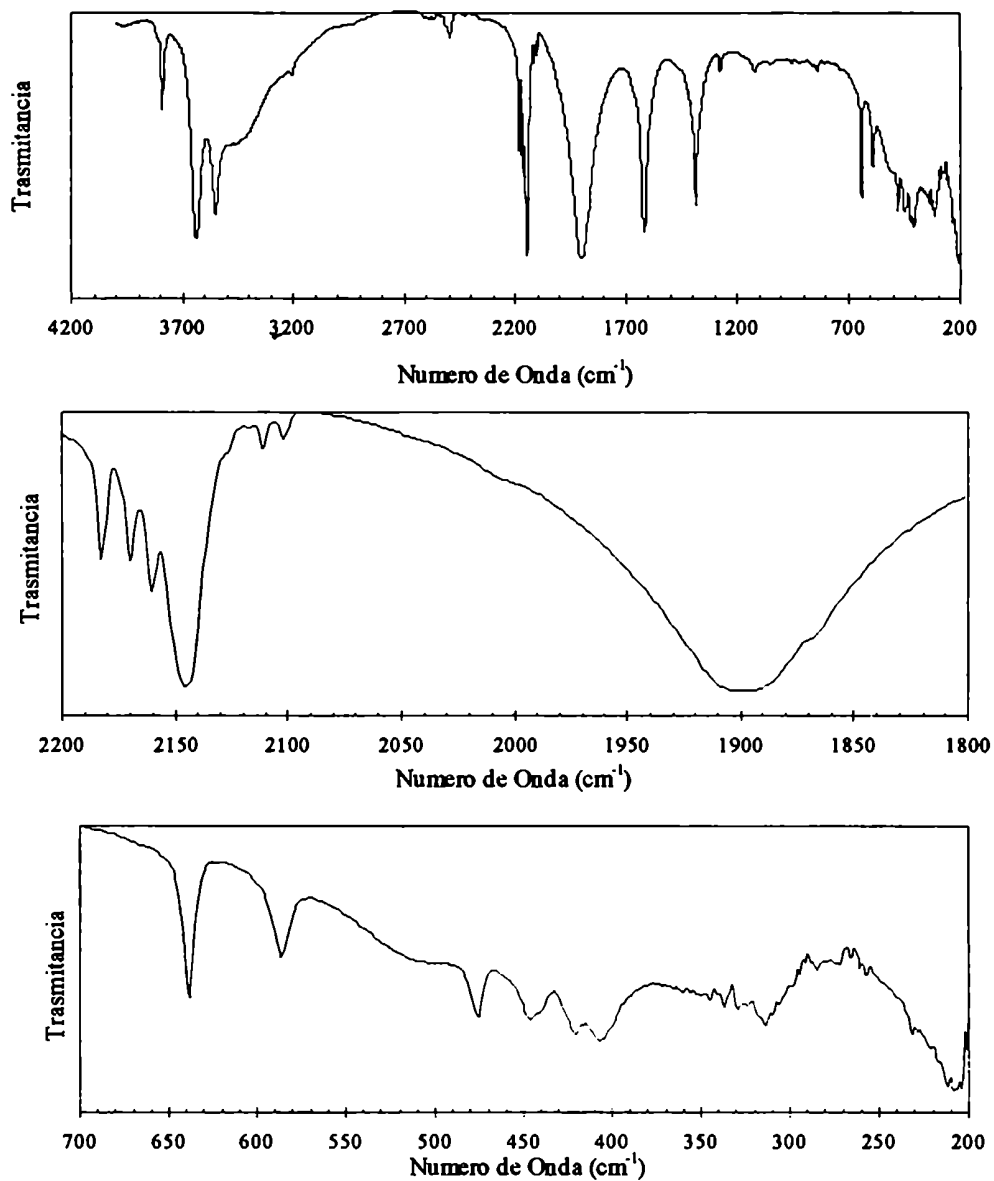 Trasmitancia
4200 3700 3200 2700 2200 1700 1200 700 200
Numero de Onda (cm-1)
Trasmitancia
2200 2150 2100 2050 2000 1950 1900 1850 1800
Numero de Onda (cm-1)
Trasmitancia
700 650 600 550 500 450 400 350 300 250 200
Numero de Onda (cm-1)